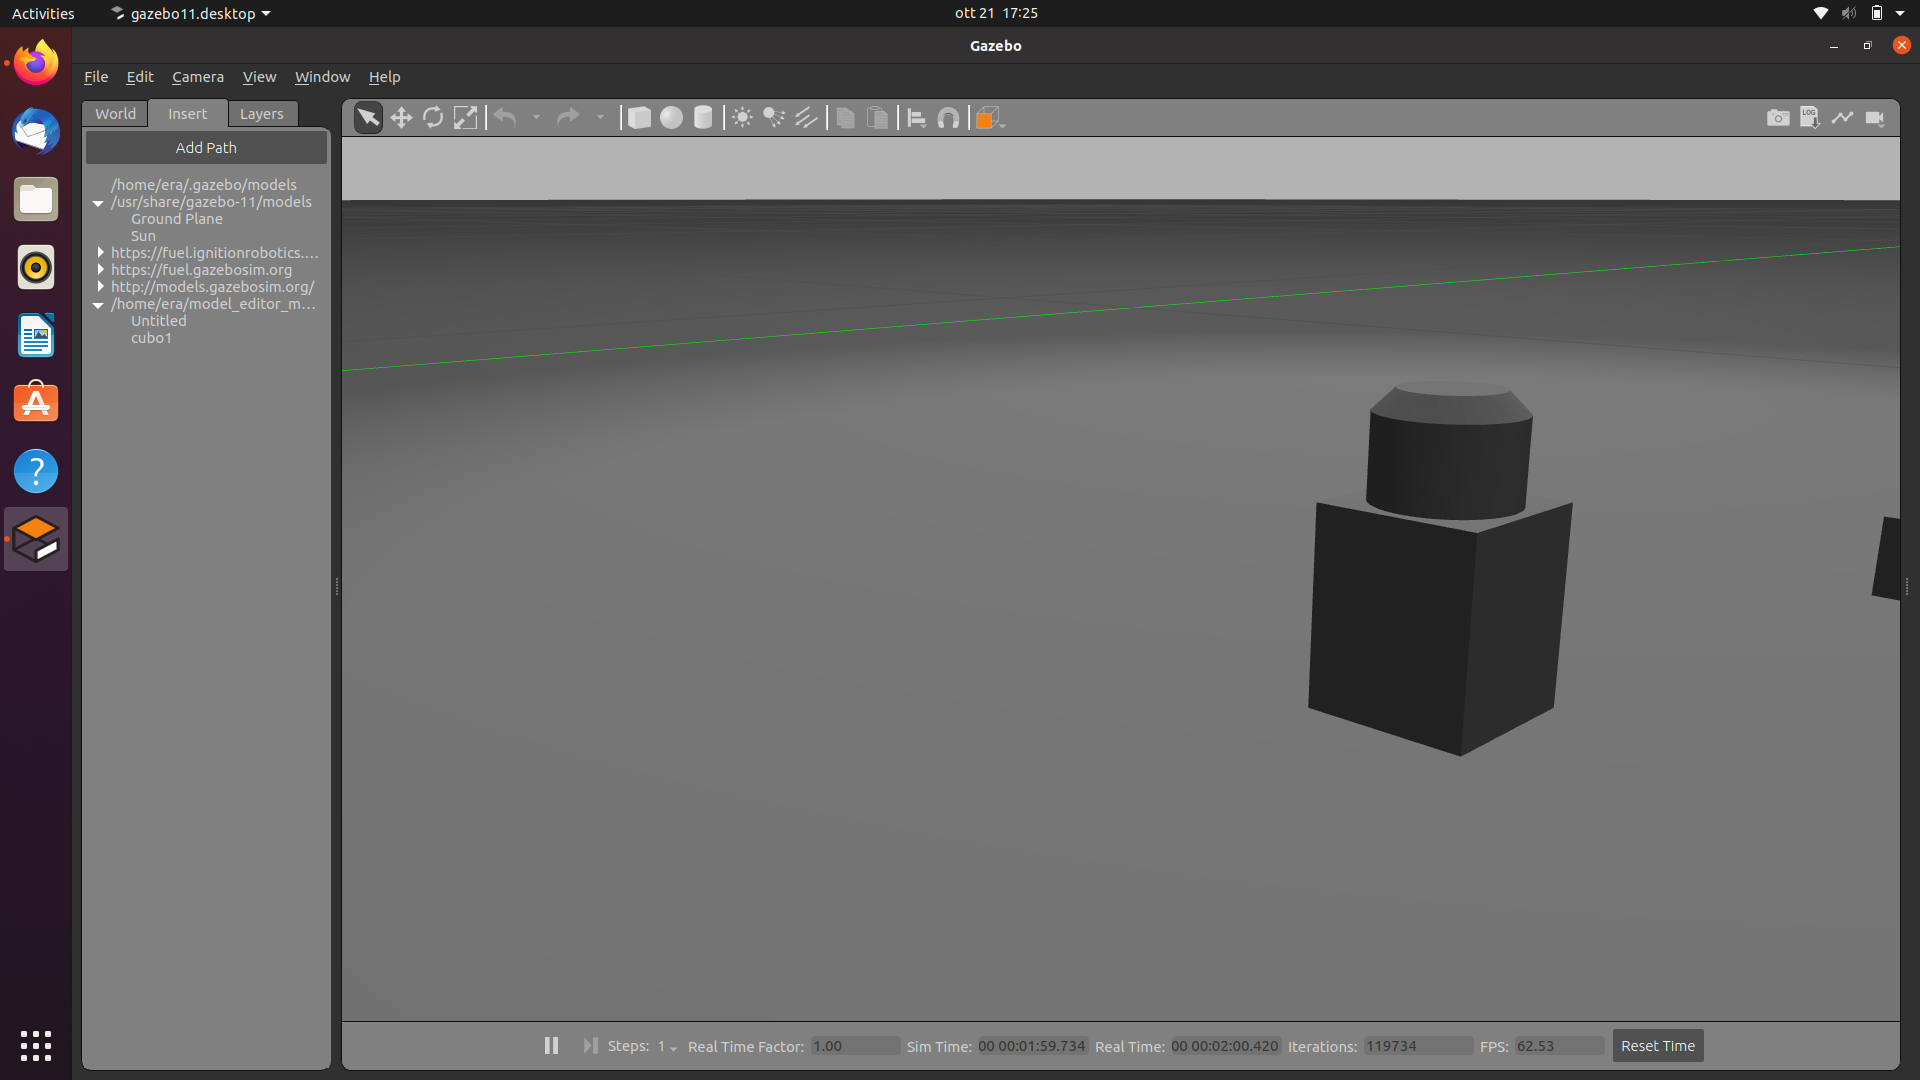 Activities gazebo11.desktop ott 21 17:25
Gazebo
File Edit Camera View Window Help
World Insert Layers
LOG
Add Path
/home/era/.gazebo/models
/usr/share/gazebo-11/models
Ground Plane
Sun
https://fuel.ignitionrobotics....
https://fuel.gazebosim.org
http://models.gazebosim.org/
/home/era/model_editor_m...
Untitled
cubo1
Steps: 1 Real Time Factor: 1.00 Sim Time: 00 00:01:59.734 Real Time: 00 00:02:00.420 Iterations: 119734 FPS: 62.53 Reset Time